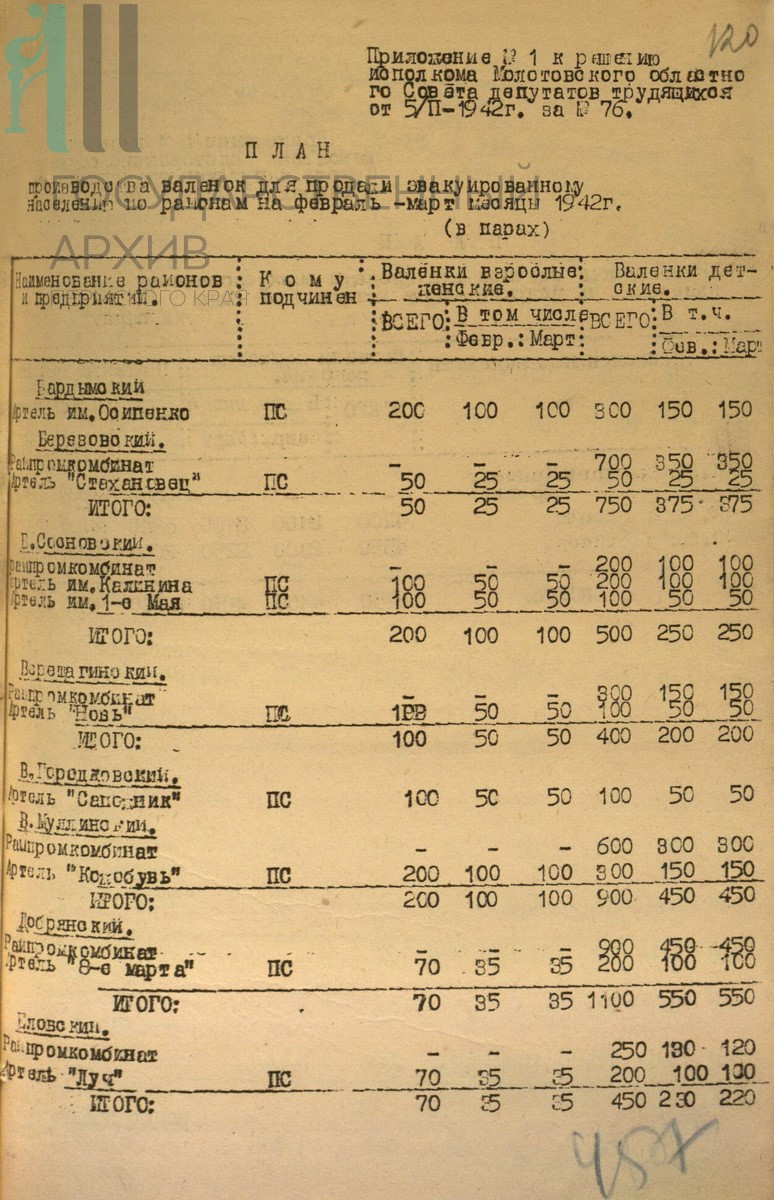 120
Приложение № 1 к решению
исполкома Молотовского областно
го Совета депутатов трудящихся
от 5/П-1942г. за № 76.
П Л А Н
производства валенок для продажи эвакуированному
населению по районам на февраль -март месяцы 1942г.
(в парах)
ГОСУДАРСТВЕННЫЙ
АРХИВ
Наименование районов и предприятий. К о м у подчинен Валенки взрослые женские. Валенки дет-ские.
ВСЕГО: В том числе ВСЕГО: В т.ч.
Февр.: Март: Фев.: Март
Бардымский
Артель им.Осипенко ПС 200 100 100 300 150 150
Березовский.
Райпромкомбинат - - - 700 350 350
Артель "Стахановец" ПС 50 25 25 50 25 25
ИТОГО: 50 25 25 750 375 375
Б.Сосновский.
Райпромкомбинат - - - 200 100 100
Артель им.Калинина ПС 100 50 50 200 100 100
Артель им.1-е Мая ПС 100 50 50 100 50 50
ИТОГО: 200 100 100 500 250 250
Верещагинский.
Райпромкомбинат - - - 300 150 150
Артель "Новь" ПС 1РВ 50 50 100 50 50
ИТОГО: 100 50 50 400 200 200
В.Городковский.
Артель "Сапожник" ПС 100 50 50 100 50 50
В.Муллинский.
Райпромкомбинат - - - 600 300 300
Артель "Кожобувь" ПС 200 100 100 300 150 150
ИТОГО: 200 100 100 900 450 450
Добрянский.
Райпромкомбинат - - - 900 450 450
Артель "8-е марта" ПС 70 35 35 200 100 100
ИТОГО: 70 35 35 1100 550 550
Еловский.
Райпромкомбинат - - - 250 130 120
Артель "Луч" ПС 70 35 35 200 100 100
ИТОГО: 70 35 35 450 230 220